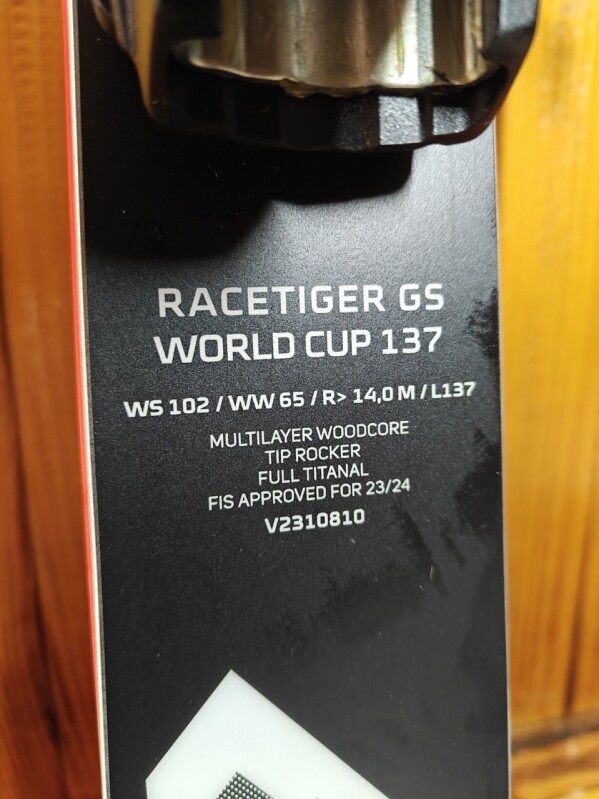 RACETIGER GS
WORLD CUP 137
WS 102 / WW 65 / R> 14,0 M / L137
MULTILAYER WOODCORE
TIP ROCKER
FULL TITANAL
FIS APPROVED FOR 23/24
V2310810